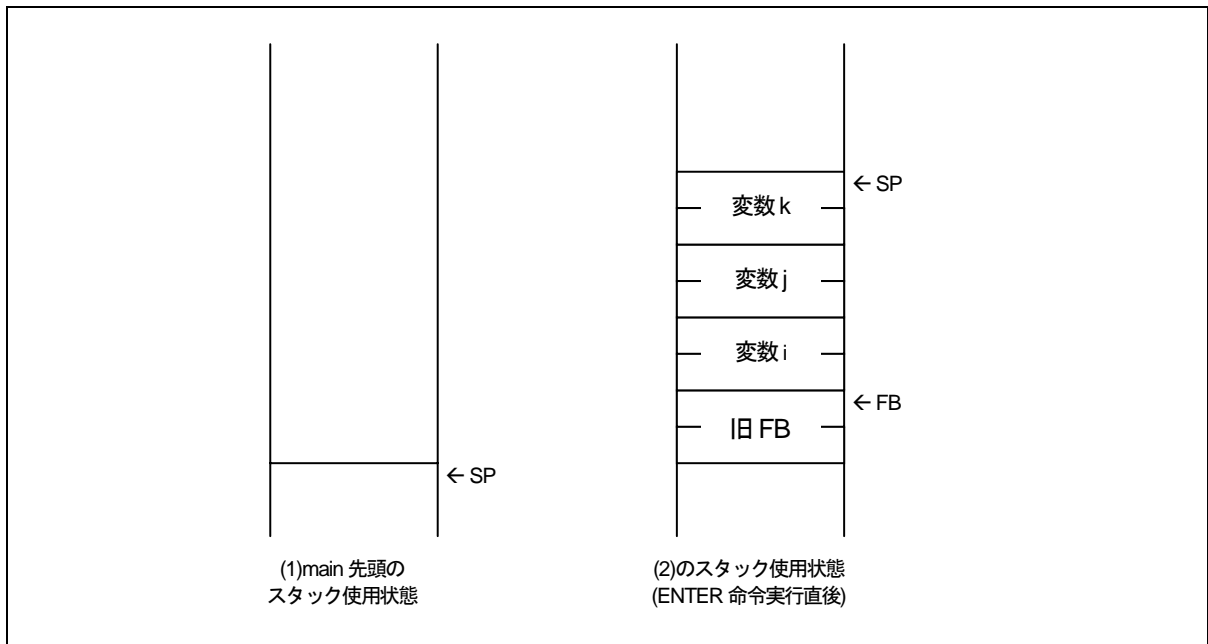 ← SP
変数 k
変数 j
変数 i
← FB
旧 FB
← SP
(1)main 先頭の
スタック使用状態
(2)のスタック使用状態
(ENTER 命令実行直後)